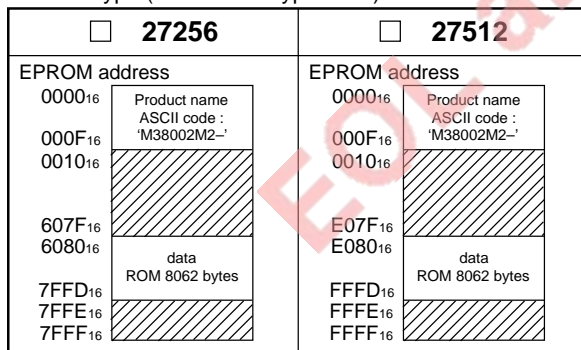 ☐ 27256
EPROM address
0000₁₆
Product name
ASCII code :
'M38002M2–'
000F₁₆
0010₁₆
607F₁₆
6080₁₆
data
ROM 8062 bytes
7FFD₁₆
7FFE₁₆
7FFF₁₆
☐ 27512
EPROM address
0000₁₆
Product name
ASCII code :
'M38002M2–'
000F₁₆
0010₁₆
E07F₁₆
E080₁₆
data
ROM 8062 bytes
FFFD₁₆
FFFE₁₆
FFFF₁₆
EOL a